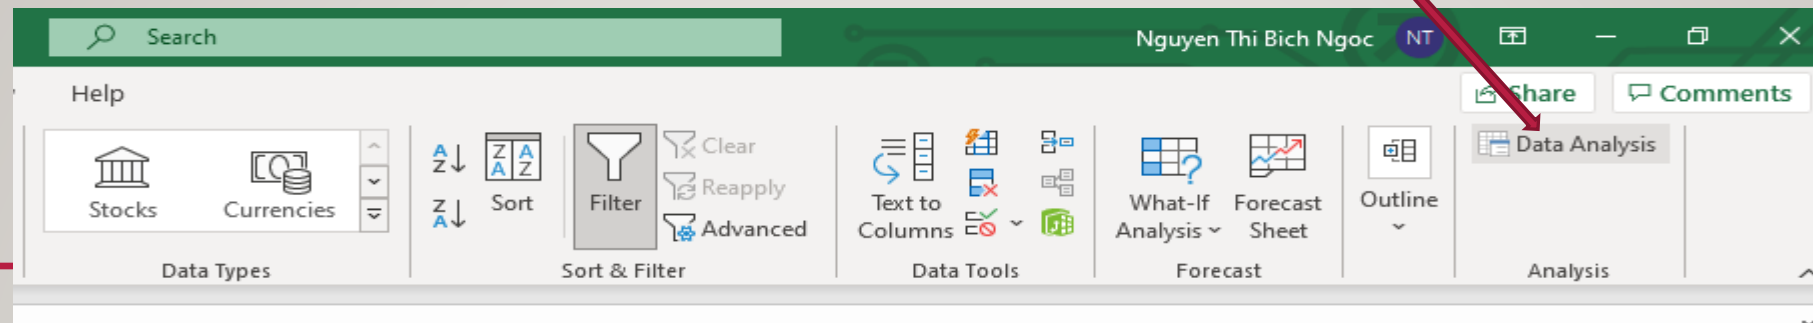 Search
Nguyen Thi Bich Ngoc NT
Help
Share
Comments
Stocks
Currencies
Sort
Filter
Clear
Reapply
Advanced
Text to
Columns
What-If
Analysis
Forecast
Sheet
Outline
Data Analysis
Data Types
Sort & Filter
Data Tools
Forecast
Analysis